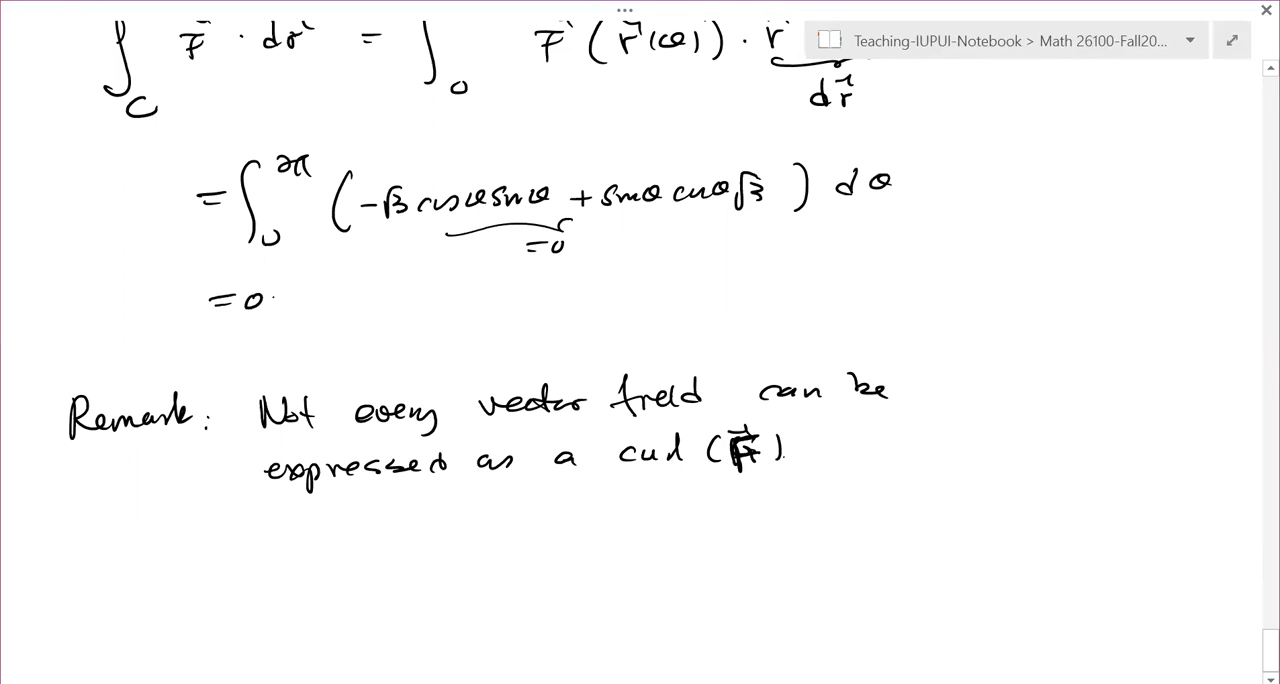 Teaching-IUPUI-Notebook > Math 26100-Fall20...
∫_C F⃗ · dr⃗ = ∫_0 F⃗ ( r⃗(θ) ) · r
dr⃗
= ∫_0^{2π} ( -√3 cosθ sinθ + sinθ cosθ √3 ) dθ
=0
=0.
Remark: Not every vector field can be
expressed as a curl (F⃗).